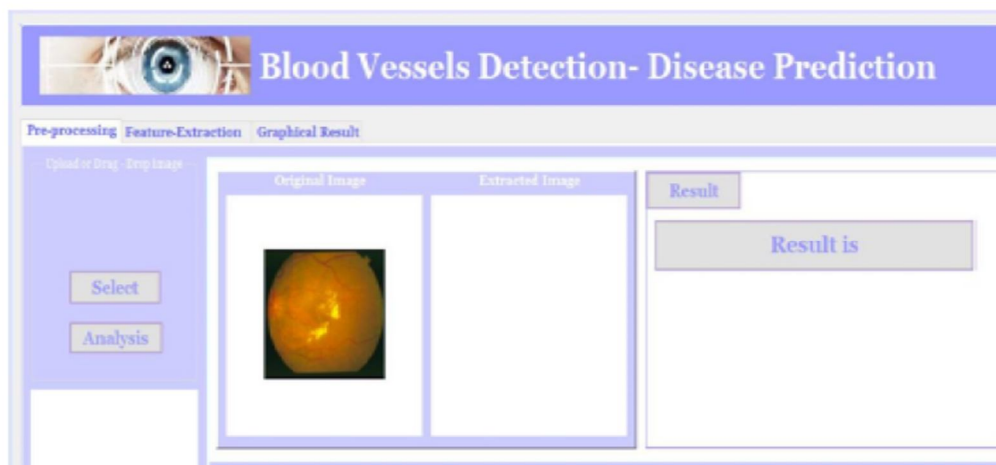 Blood Vessels Detection- Disease Prediction
Pre-processing Feature-Extraction Graphical Result
Upload or Drag -Drop Image
Original Image Extracted Image
Result
Result is
Select
Analysis